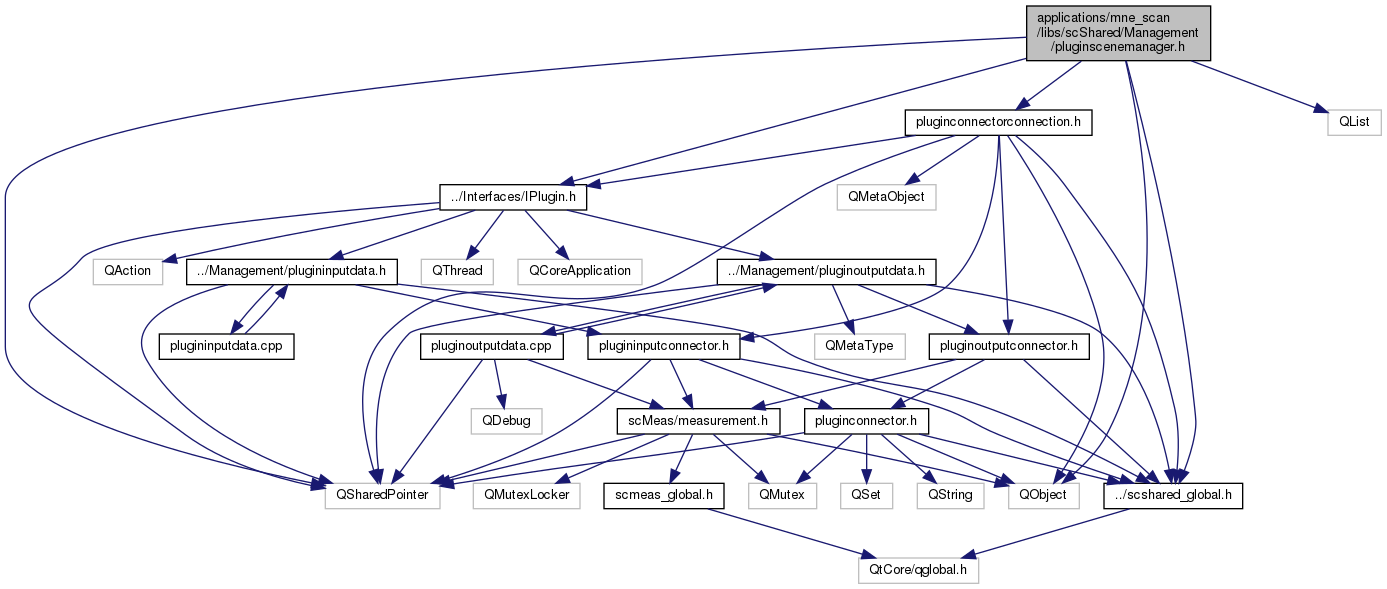 applications/mne_scan
/libs/scShared/Management
/pluginscenemanager.h
pluginconnectorconnection.h
QList
../Interfaces/IPlugin.h
QMetaObject
QAction
../Management/plugininputdata.h
QThread
QCoreApplication
../Management/pluginoutputdata.h
plugininputdata.cpp
pluginoutputdata.cpp
plugininputconnector.h
QMetaType
pluginoutputconnector.h
QDebug
scMeas/measurement.h
pluginconnector.h
QSharedPointer
QMutexLocker
scmeas_global.h
QMutex
QSet
QString
QObject
../scshared_global.h
QtCore/qglobal.h